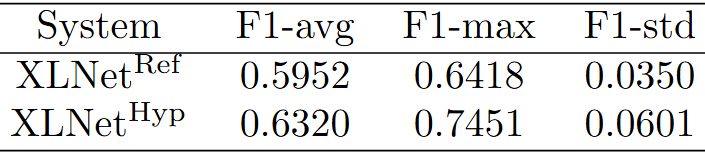 System F1-avg F1-max F1-std
XLNet^Ref 0.5952 0.6418 0.0350
XLNet^Hyp 0.6320 0.7451 0.0601